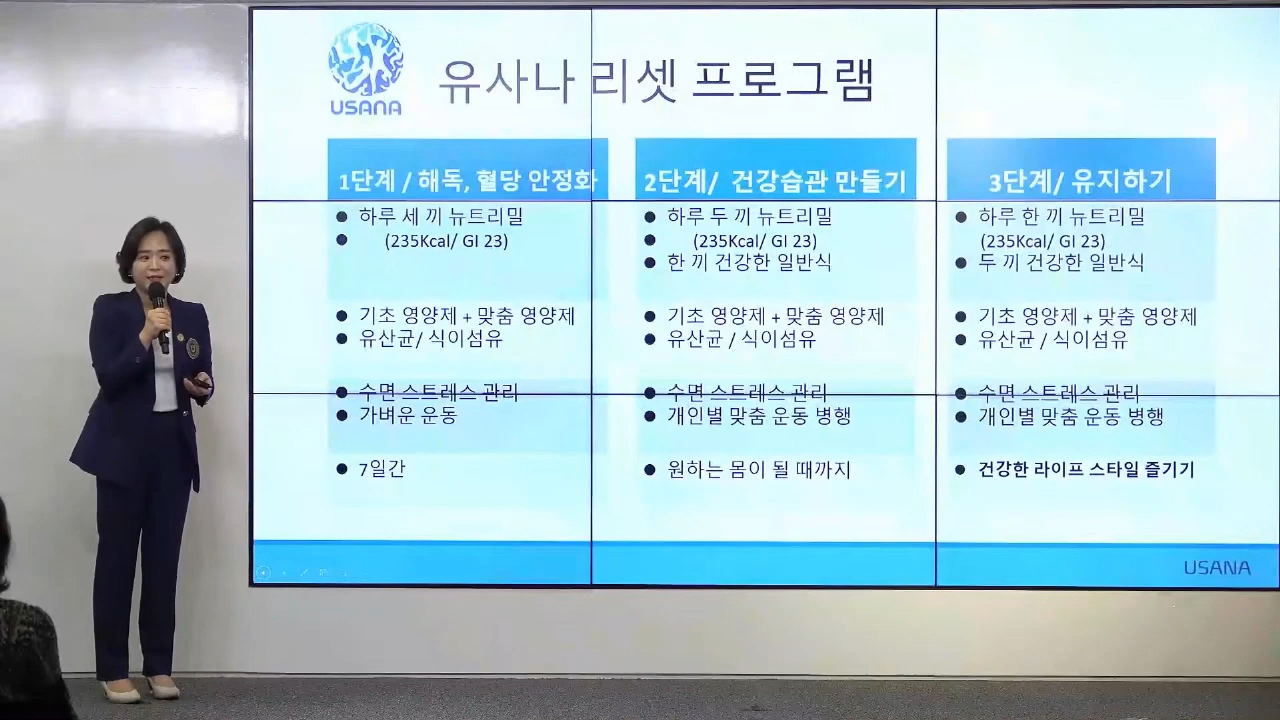 USANA
유사나 리셋 프로그램
1단계 / 해독, 혈당 안정화
하루 세 끼 뉴트리밀
(235Kcal/ GI 23)
기초 영양제 + 맞춤 영양제
유산균/ 식이섬유
수면 스트레스 관리
가벼운 운동
7일간
2단계/ 건강습관 만들기
하루 두 끼 뉴트리밀
(235Kcal/ GI 23)
한 끼 건강한 일반식
기초 영양제 + 맞춤 영양제
유산균 / 식이섬유
수면 스트레스 관리
개인별 맞춤 운동 병행
원하는 몸이 될 때까지
3단계/ 유지하기
하루 한 끼 뉴트리밀
(235Kcal/ GI 23)
두 끼 건강한 일반식
기초 영양제 + 맞춤 영양제
유산균 / 식이섬유
수면 스트레스 관리
개인별 맞춤 운동 병행
건강한 라이프 스타일 즐기기
USANA